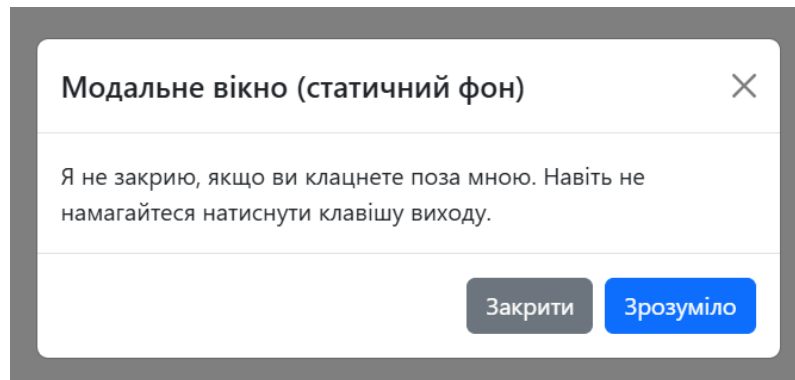 Модальне вікно (статичний фон)
Я не закрию, якщо ви клацнете поза мною. Навіть не
намагайтеся натиснути клавішу виходу.
Закрити
Зрозуміло